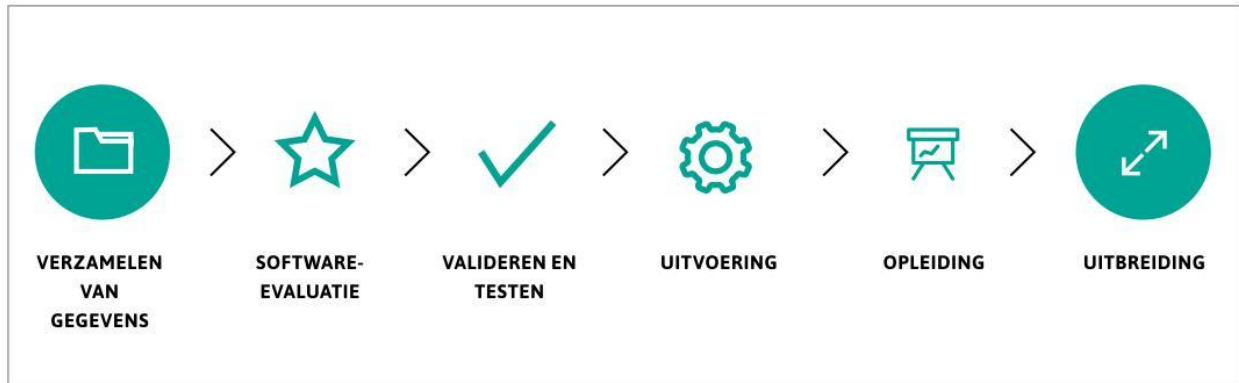 VERZAMELEN
VAN
GEGEVENS
SOFTWARE-
EVALUATIE
VALIDEREN EN
TESTEN
UITVOERING
OPLEIDING
UITBREIDING